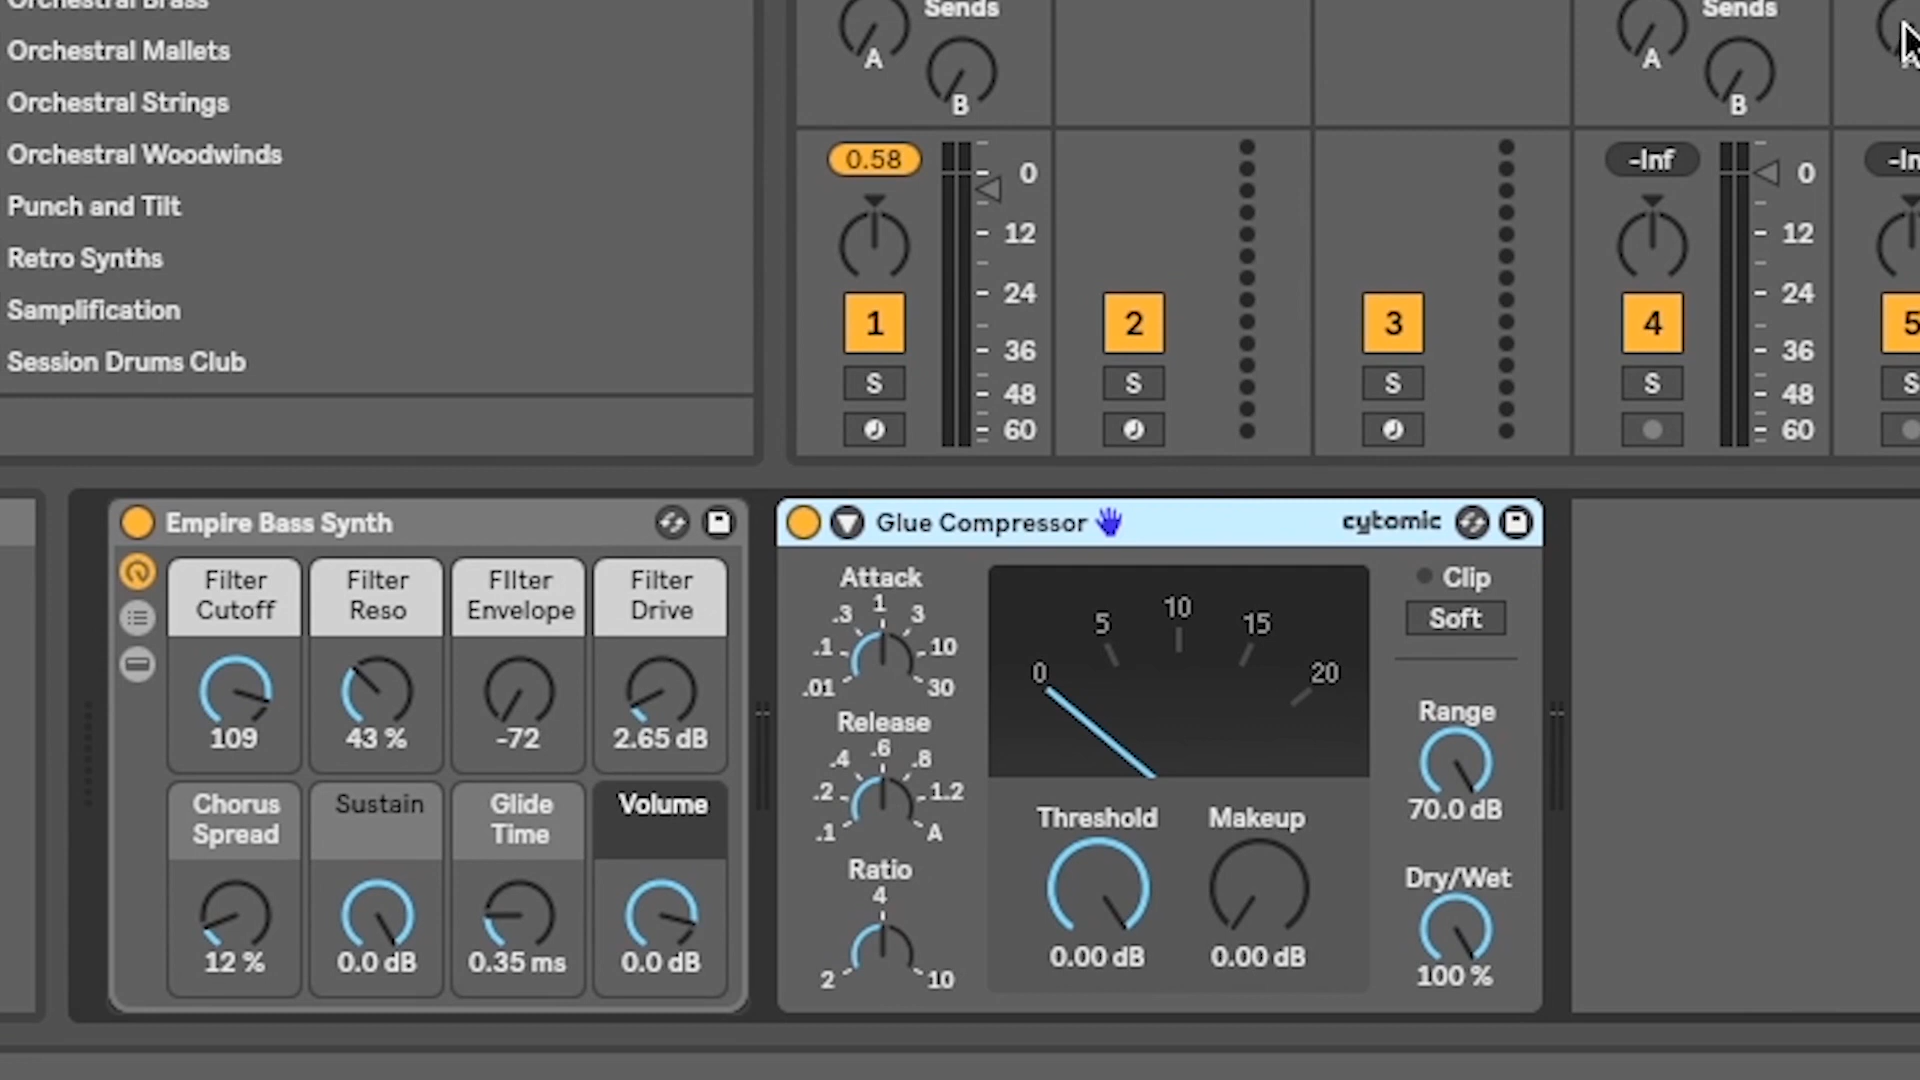 Orchestral Brass
Orchestral Mallets
Orchestral Strings
Orchestral Woodwinds
Punch and Tilt
Retro Synths
Samplification
Session Drums Club
Sends
A
B
0.58
0
12
24
36
48
60
1
S
2
S
3
S
Sends
A
B
-Inf
0
12
24
36
48
60
4
S
5
S
Empire Bass Synth
Filter
Cutoff
109
Filter
Reso
43 %
FIlter
Envelope
-72
Filter
Drive
2.65 dB
Chorus
Spread
12 %
Sustain
0.0 dB
Glide
Time
0.35 ms
Volume
0.0 dB
Glue Compressor
cytomic
Attack
.01
.1
.3
1
3
10
30
Release
.1
.2
.4
.6
.8
1.2
A
Ratio
2
4
10
0
5
10
15
20
Threshold
0.00 dB
Makeup
0.00 dB
Clip
Soft
Range
70.0 dB
Dry/Wet
100 %